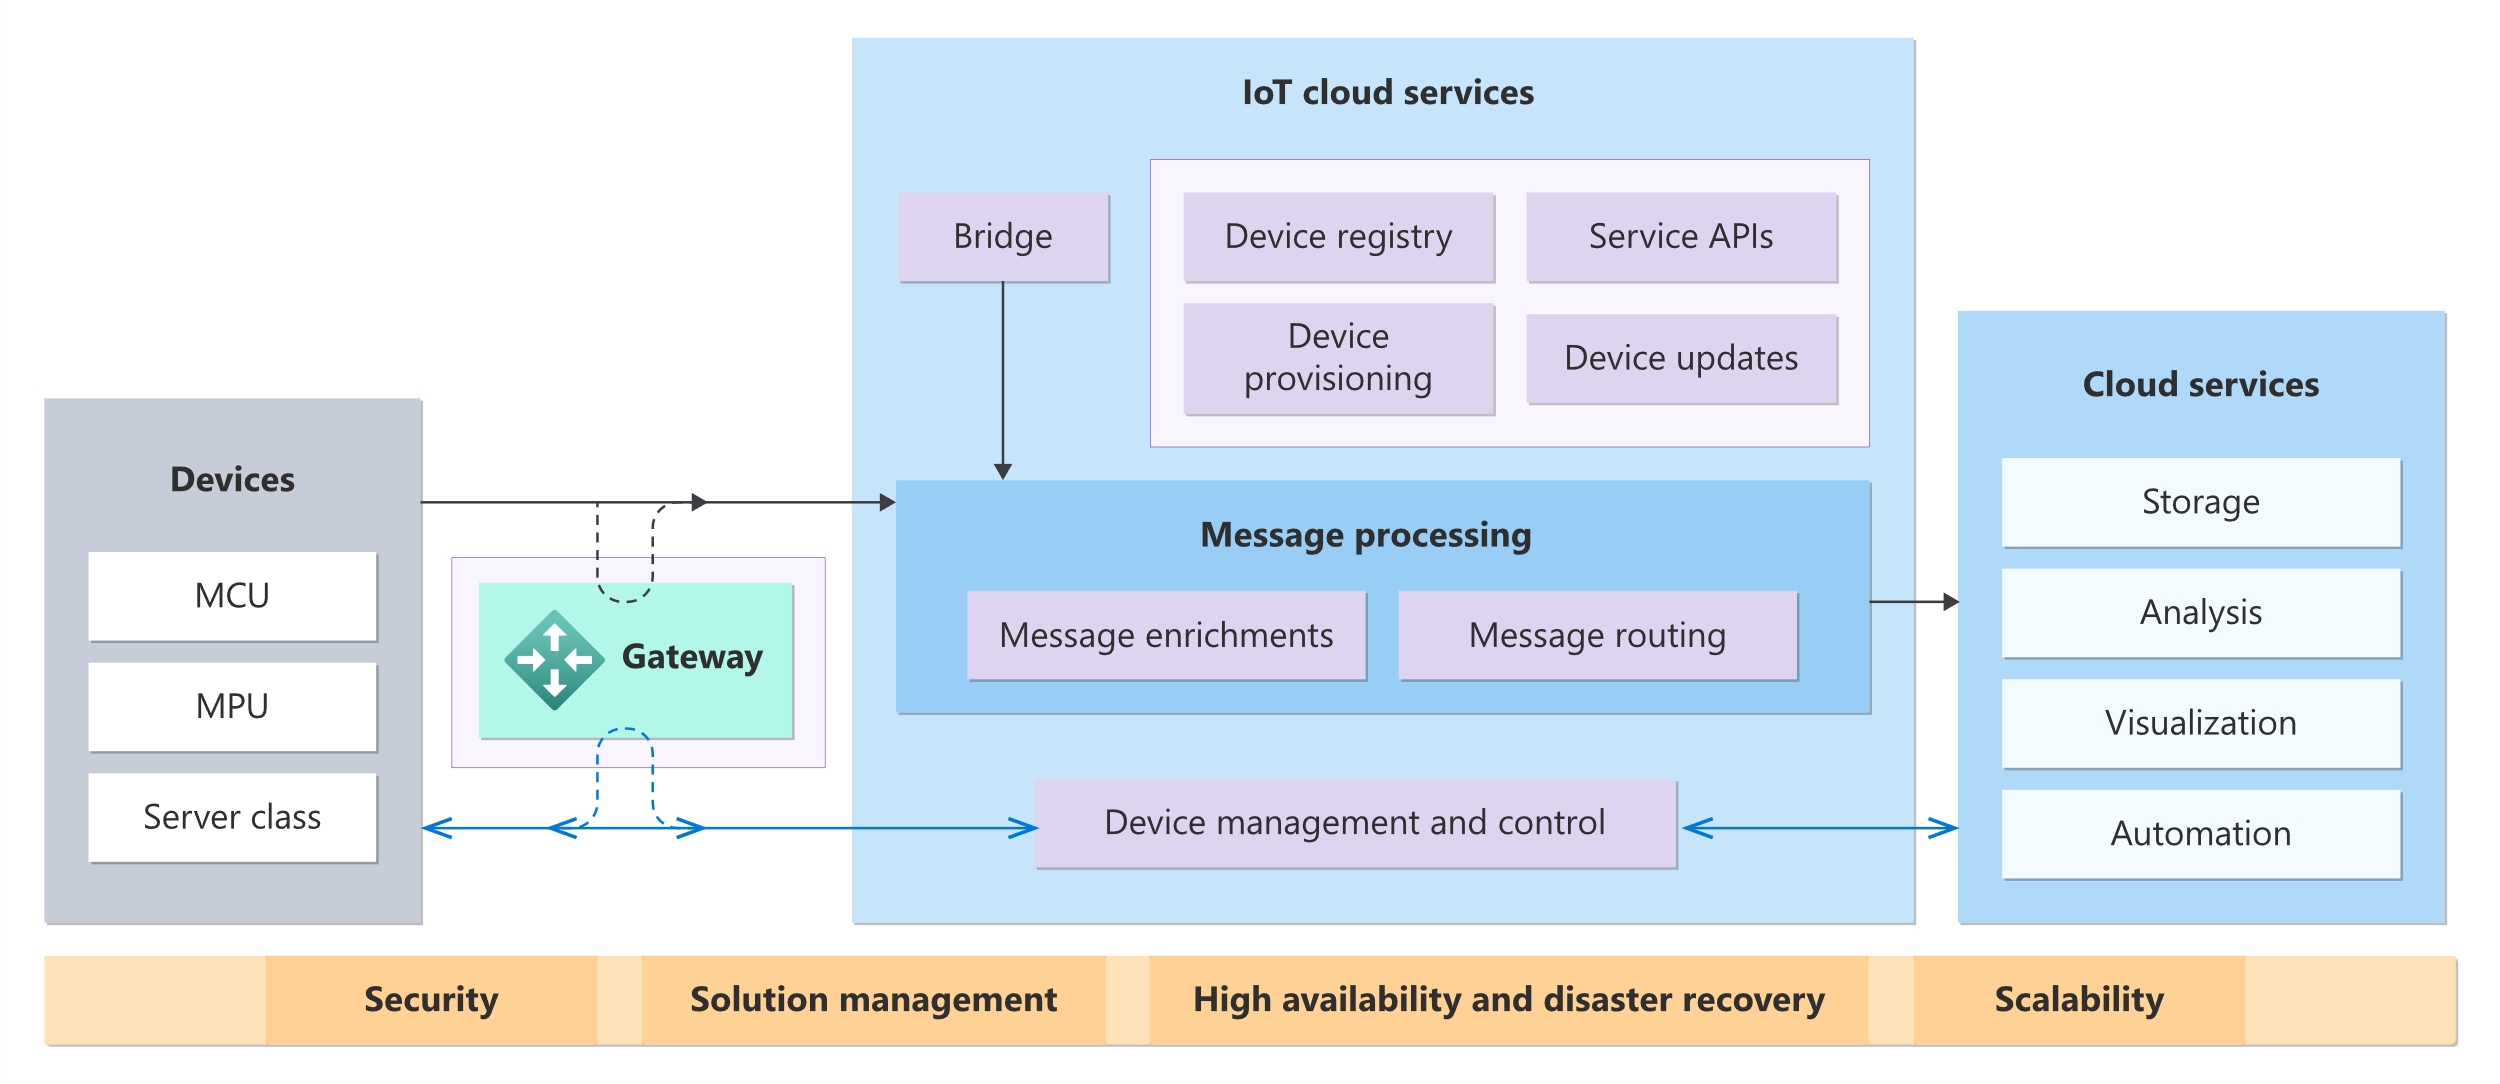 IoT cloud services
Bridge
Device registry
Service APIs
Device
provisioning
Device updates
Devices
MCU
MPU
Server class
Gateway
Message processing
Message enrichments
Message routing
Device management and control
Cloud services
Storage
Analysis
Visualization
Automation
Security
Solution management
High availability and disaster recovery
Scalability